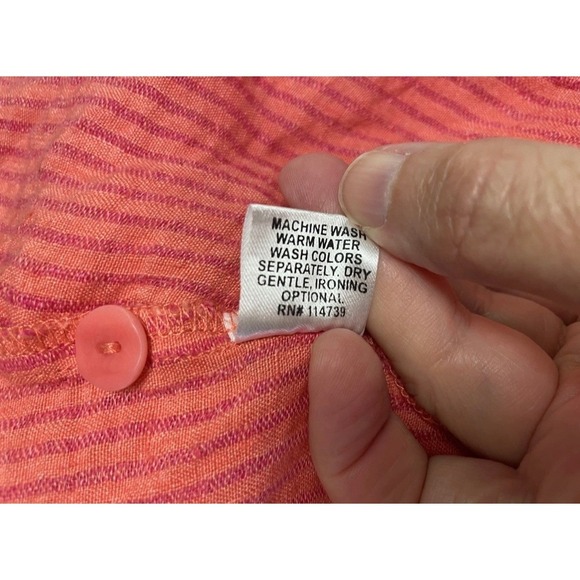 MACHINE WASH
WARM WATER
WASH COLORS
SEPARATELY. DRY
GENTLE, IRONING
OPTIONAL.
RN# 114739